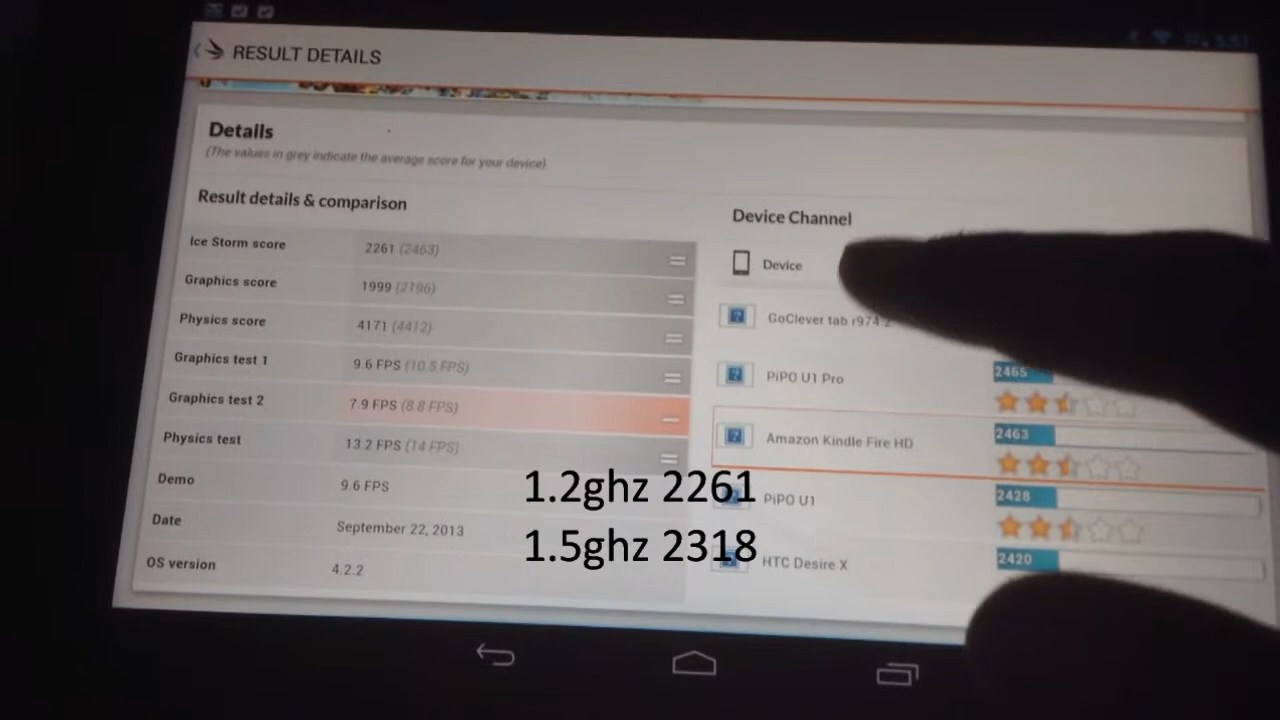 RESULT DETAILS
Details
(The values in grey indicate the average score for your device)
Result details & comparison
Ice Storm score 2261 (2463)
Graphics score 1999 (2196)
Physics score 4171 (4412)
Graphics test 1 9.6 FPS (10.5 FPS)
Graphics test 2 7.9 FPS (8.8 FPS)
Physics test 13.2 FPS (14 FPS)
Demo 9.6 FPS
Date September 22, 2013
OS version 4.2.2
Device Channel
Device
GoClever tab r974.2
PiPO U1 Pro 2465
Amazon Kindle Fire HD 2463
PiPO U1 2428
HTC Desire X 2420
1.2ghz 2261
1.5ghz 2318